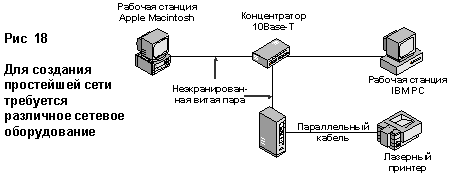 Рис 18
Для создания
простейшей сети
требуется
различное сетевое
оборудование
Рабочая станция
Apple Macintosh
Концентратор
10Base-T
Рабочая станция
IBM PC
Неэкранирован-
ная витая пара
Параллельный
кабель
Лазерный
принтер